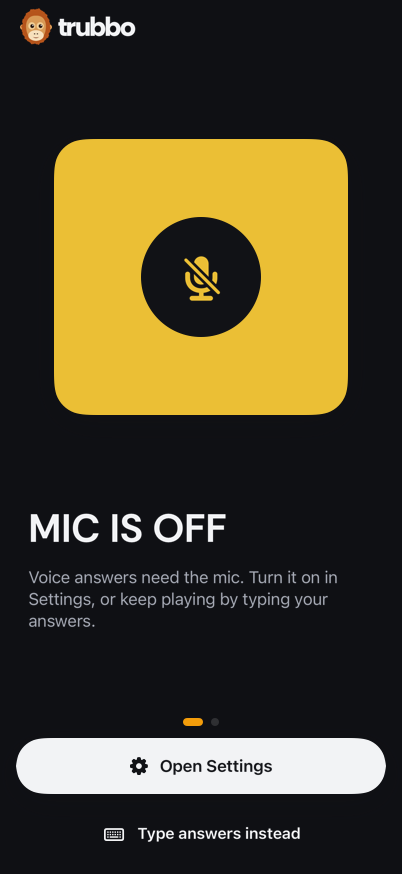 trubbo
MIC IS OFF
Voice answers need the mic. Turn it on in
Settings, or keep playing by typing your
answers.
Open Settings
Type answers instead